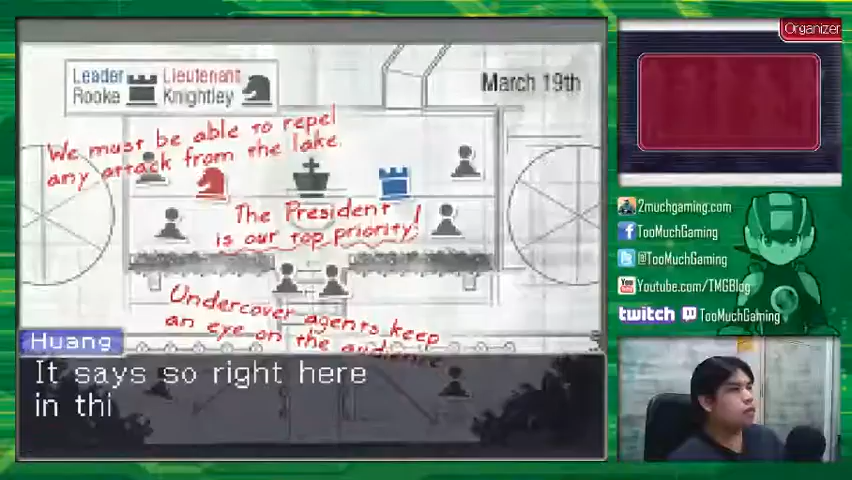 Leader Lieutenant
Rooke Knightley
March 19th
We must be able to repel
any attack from the lake.
The President
is our top priority!
Undercover agents keep
an eye on the audience.
Huang
It says so right here
in thi
Organizer
2muchgaming.com
TooMuchGaming
@TooMuchGaming
Youtube.com/TMGBlog
twitch TooMuchGaming